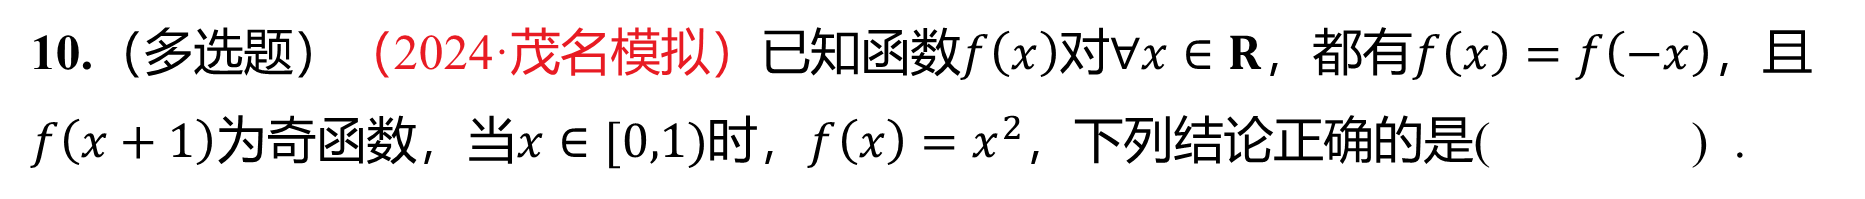 10.（多选题）（2024·茂名模拟）已知函数f(x)对∀x ∈ R，都有f(x) = f(−x)，且
f(x + 1)为奇函数，当x ∈ [0,1)时，f(x) = x²，下列结论正确的是(　　)．